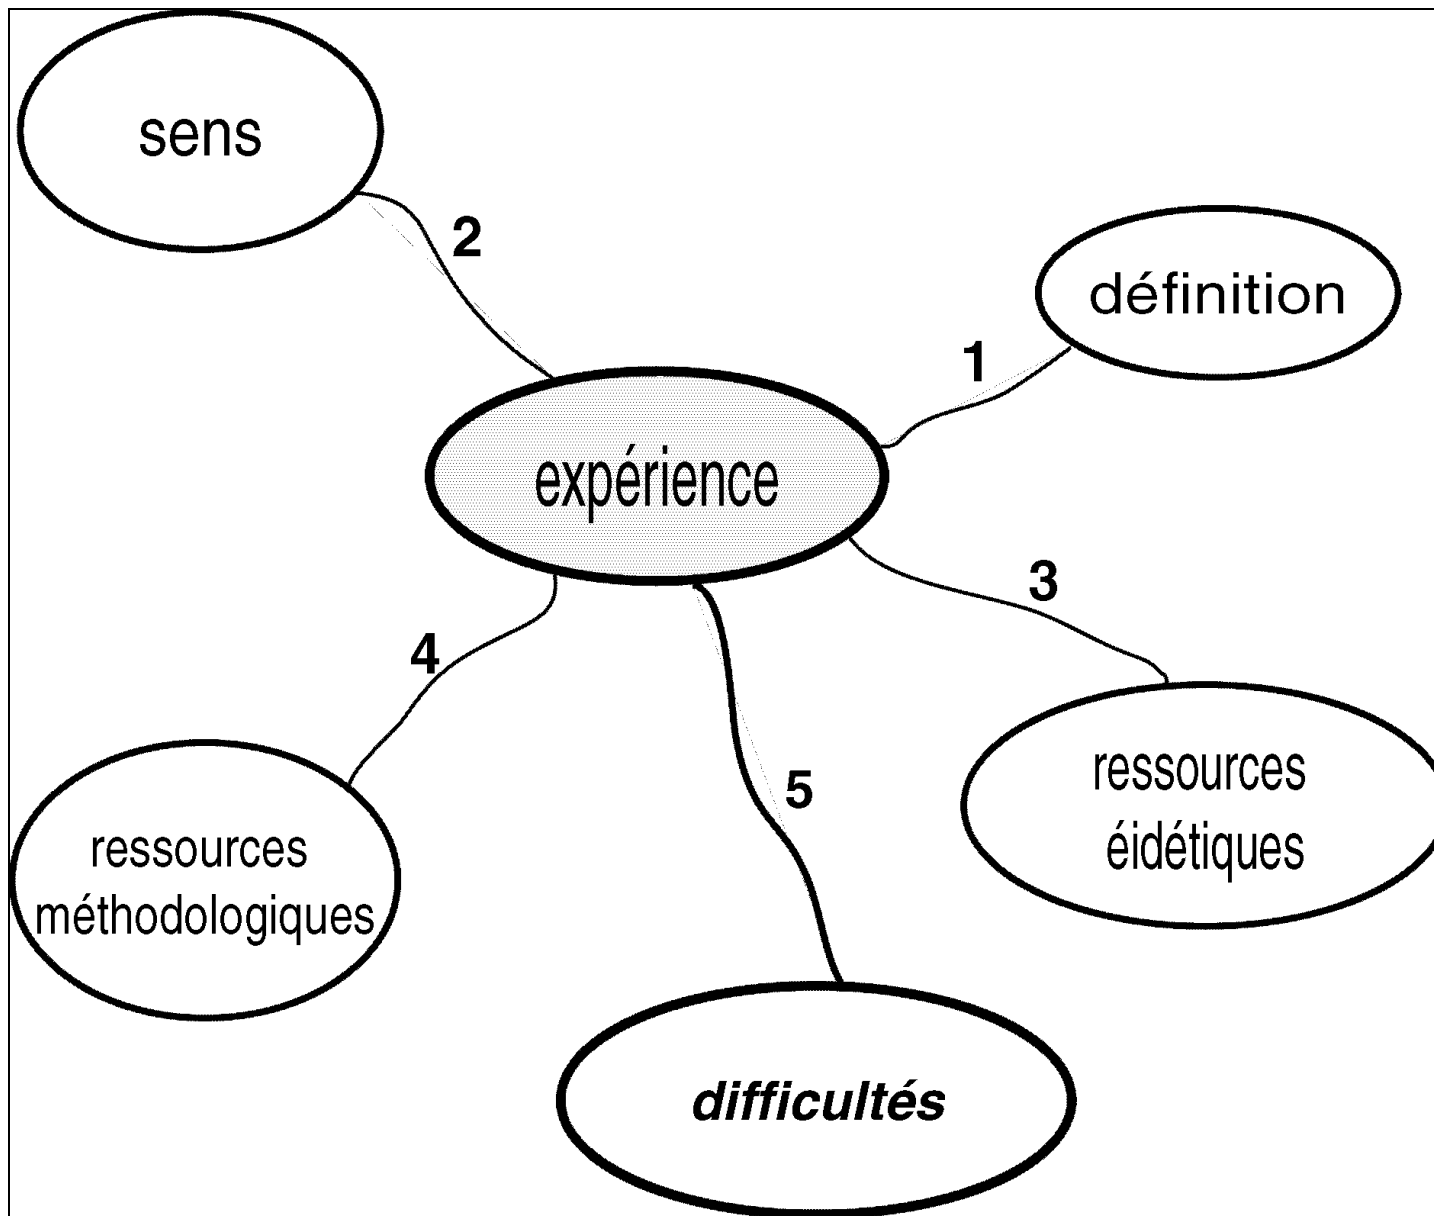 sens
2
définition
1
expérience
3
4
ressources
éidétiques
5
ressources
méthodologiques
difficultés